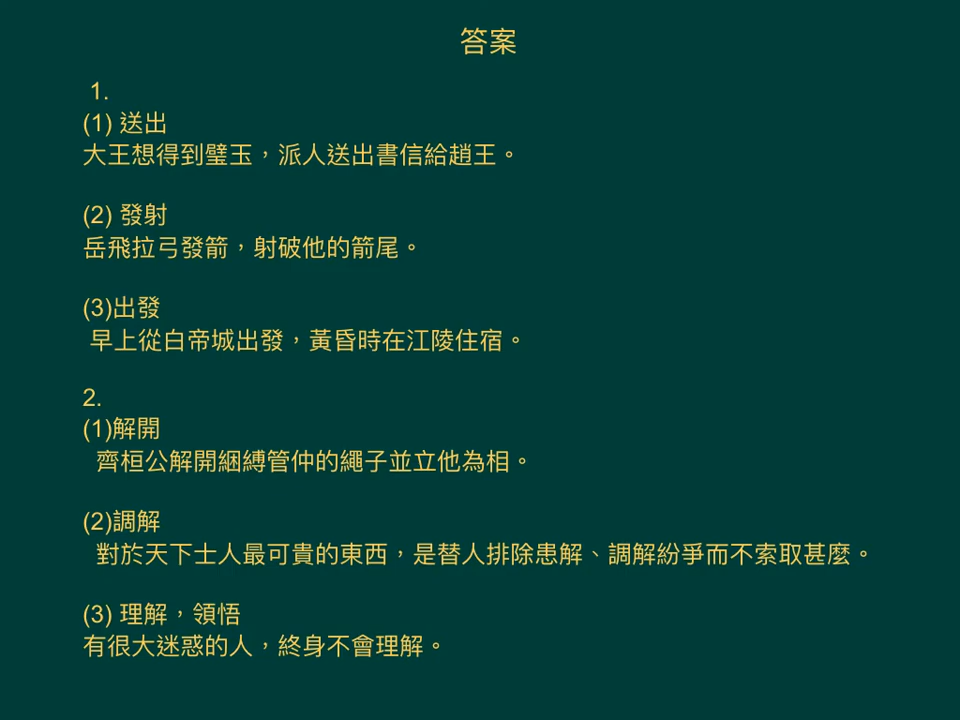 答案
1.
(1) 送出
大王想得到璧玉，派人送出書信給趙王。
(2) 發射
岳飛拉弓發箭，射破他的箭尾。
(3)出發
早上從白帝城出發，黃昏時在江陵住宿。
2.
(1)解開
齊桓公解開綑縛管仲的繩子並立他為相。
(2)調解
對於天下士人最可貴的東西，是替人排除患解、調解紛爭而不索取甚麼。
(3) 理解，領悟
有很大迷惑的人，終身不會理解。